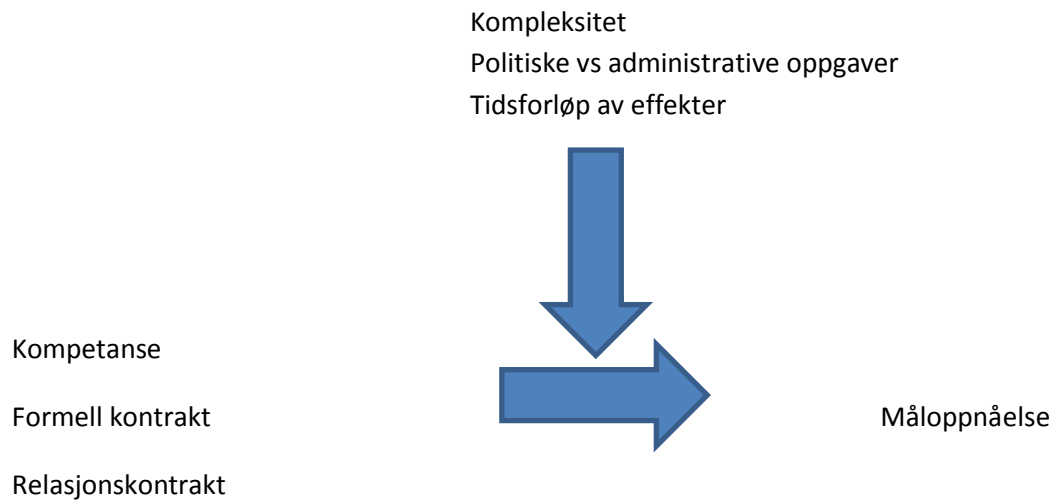 Kompleksitet
Politiske vs administrative oppgaver
Tidsforløp av effekter
Kompetanse
Formell kontrakt
Måloppnåelse
Relasjonskontrakt